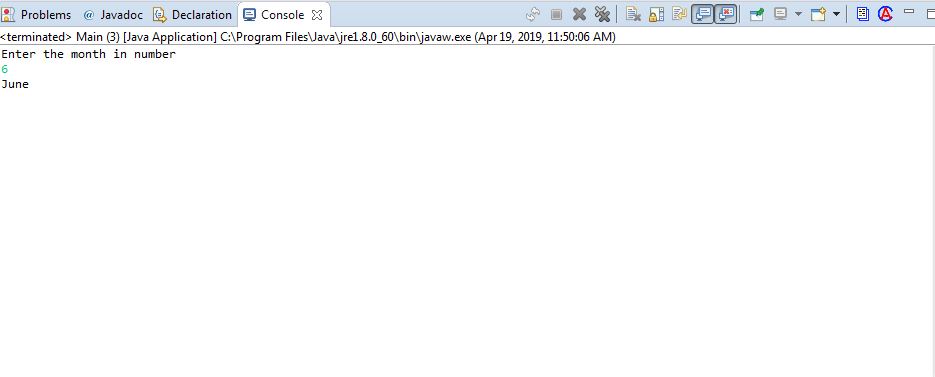 Problems @ Javadoc Declaration Console
<terminated> Main (3) [Java Application] C:\Program Files\Java\jre1.8.0_60\bin\javaw.exe (Apr 19, 2019, 11:50:06 AM)
Enter the month in number
6
June